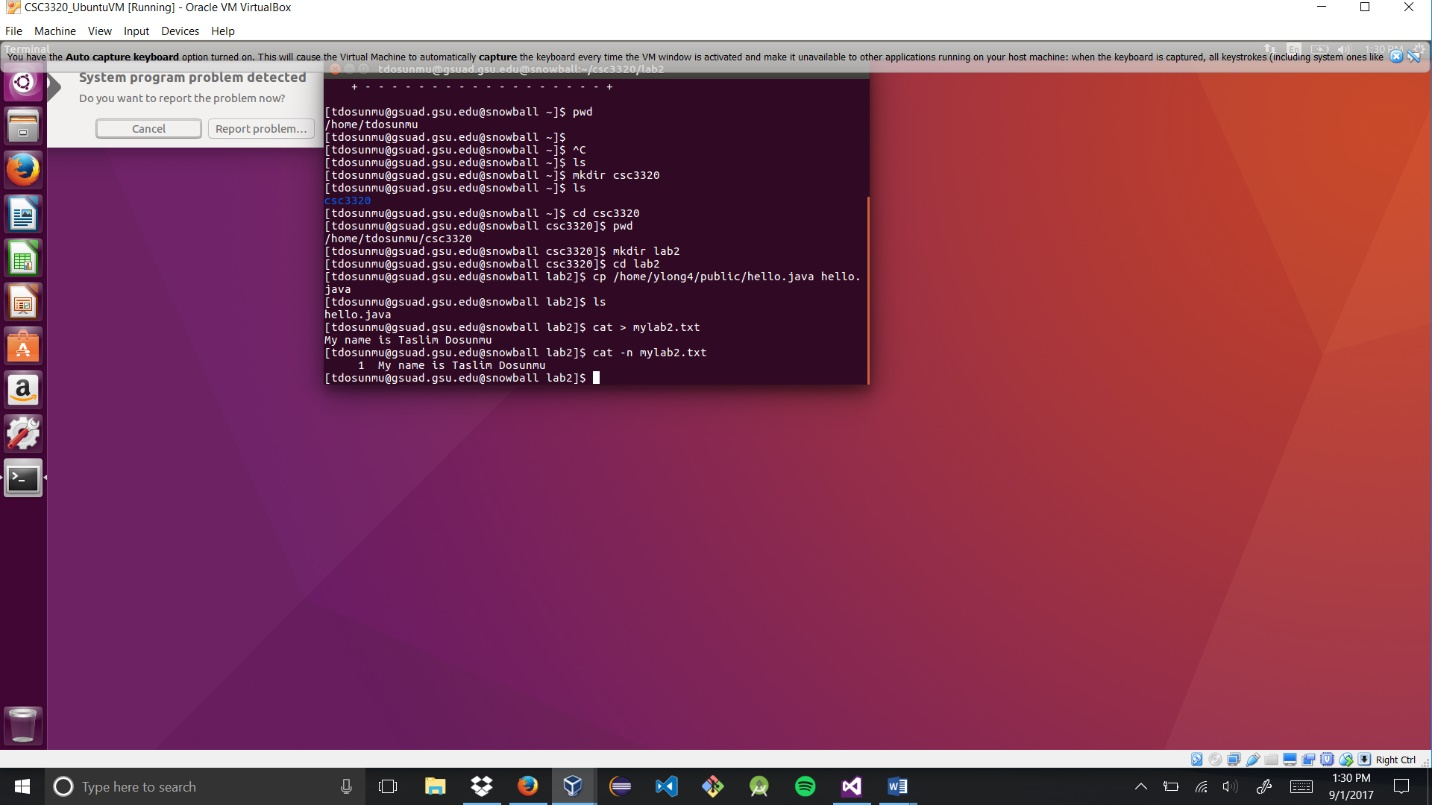 CSC3320_UbuntuVM [Running] - Oracle VM VirtualBox
File Machine View Input Devices Help
Terminal 1:30 PM
You have the Auto capture keyboard option turned on. This will cause the Virtual Machine to automatically capture the keyboard every time the VM window is activated and make it unavailable to other applications running on your host machine: when the keyboard is captured, all keystrokes (including system ones like
tdosunmu@gsuad.gsu.edu@snowball:~/csc3320/lab2
System program problem detected
Do you want to report the problem now?
Cancel Report problem...
+ - - - - - - - - - - - - - - - - - - +
[tdosunmu@gsuad.gsu.edu@snowball ~]$ pwd
/home/tdosunmu
[tdosunmu@gsuad.gsu.edu@snowball ~]$
[tdosunmu@gsuad.gsu.edu@snowball ~]$ ^C
[tdosunmu@gsuad.gsu.edu@snowball ~]$ ls
[tdosunmu@gsuad.gsu.edu@snowball ~]$ mkdir csc3320
[tdosunmu@gsuad.gsu.edu@snowball ~]$ ls
csc3320
[tdosunmu@gsuad.gsu.edu@snowball ~]$ cd csc3320
[tdosunmu@gsuad.gsu.edu@snowball csc3320]$ pwd
/home/tdosunmu/csc3320
[tdosunmu@gsuad.gsu.edu@snowball csc3320]$ mkdir lab2
[tdosunmu@gsuad.gsu.edu@snowball csc3320]$ cd lab2
[tdosunmu@gsuad.gsu.edu@snowball lab2]$ cp /home/ylong4/public/hello.java hello.
java
[tdosunmu@gsuad.gsu.edu@snowball lab2]$ ls
hello.java
[tdosunmu@gsuad.gsu.edu@snowball lab2]$ cat > mylab2.txt
My name is Taslim Dosunmu
[tdosunmu@gsuad.gsu.edu@snowball lab2]$ cat -n mylab2.txt
1 My name is Taslim Dosunmu
[tdosunmu@gsuad.gsu.edu@snowball lab2]$
Right Ctrl
Type here to search
1:30 PM
9/1/2017